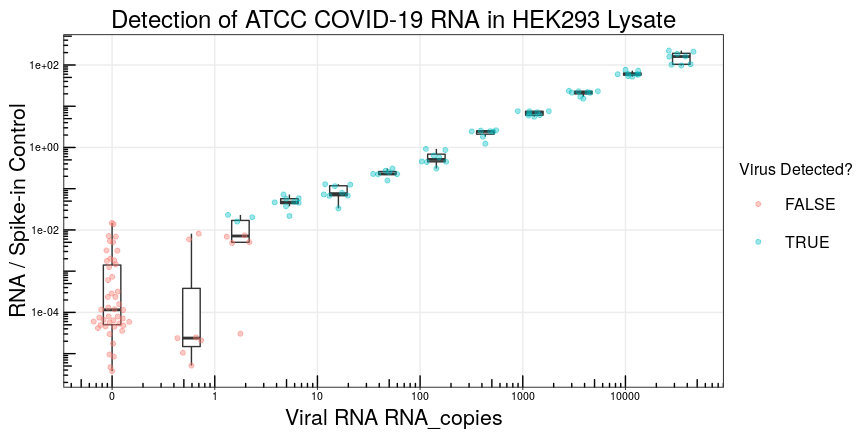 Detection of ATCC COVID-19 RNA in HEK293 Lysate
RNA / Spike-in Control
1e+02
1e+00
1e-02
1e-04
0
1
10
100
1000
10000
Viral RNA RNA_copies
Virus Detected?
FALSE
TRUE